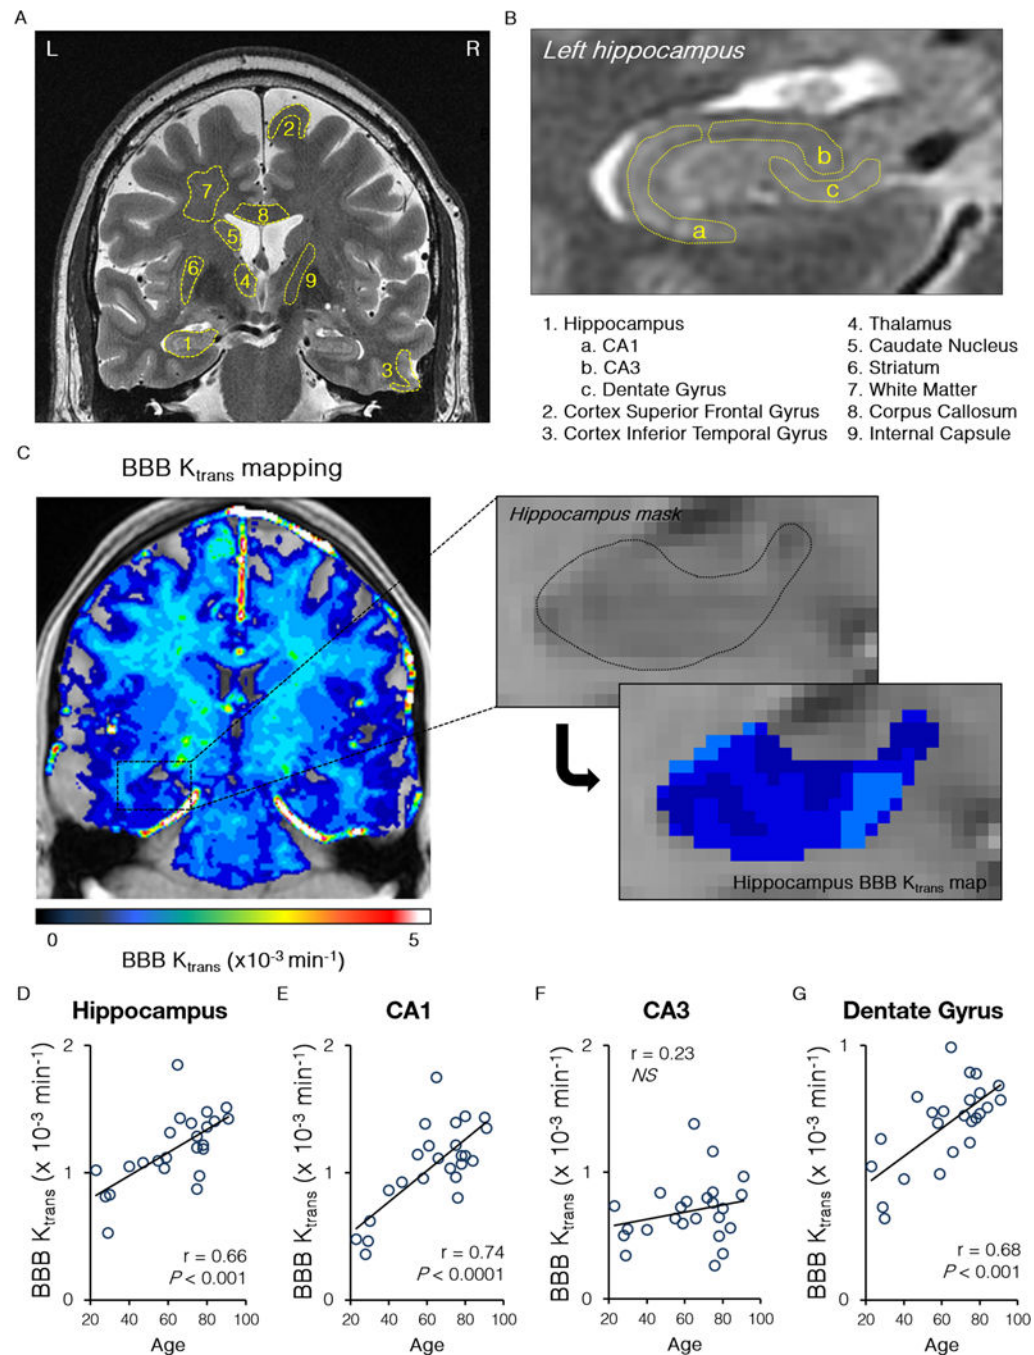 A
L
R
2
7
8
5
6
4
9
1
3
B
Left hippocampus
b
c
a
1. Hippocampus
a. CA1
b. CA3
c. Dentate Gyrus
2. Cortex Superior Frontal Gyrus
3. Cortex Inferior Temporal Gyrus
4. Thalamus
5. Caudate Nucleus
6. Striatum
7. White Matter
8. Corpus Callosum
9. Internal Capsule
C
BBB Ktrans mapping
Hippocampus mask
Hippocampus BBB Ktrans map
0
5
BBB Ktrans (x10-3 min-1)
D
Hippocampus
BBB Ktrans (x 10-3 min-1)
2
1
0
r = 0.66
P < 0.001
20 40 60 80 100
Age
E
CA1
BBB Ktrans (x 10-3 min-1)
2
1
0
r = 0.74
P < 0.0001
20 40 60 80 100
Age
F
CA3
BBB Ktrans (x 10-3 min-1)
2
1
0
r = 0.23
NS
20 40 60 80 100
Age
G
Dentate Gyrus
BBB Ktrans (x 10-3 min-1)
1
0
r = 0.68
P < 0.001
20 40 60 80 100
Age